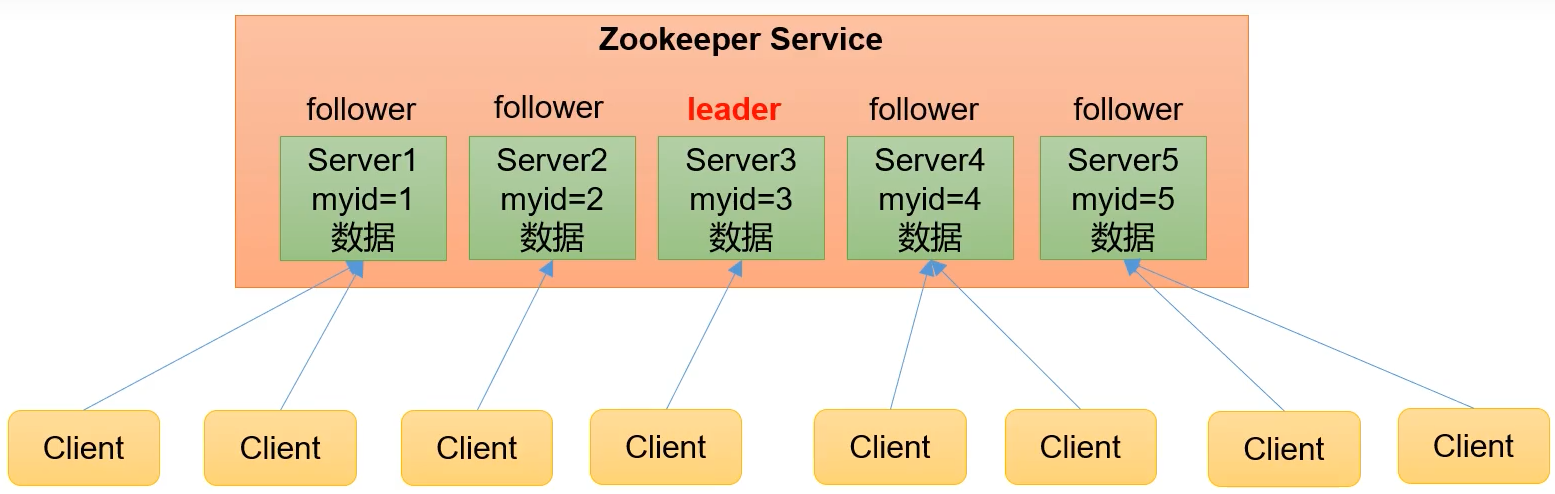 Zookeeper Service
follower
follower
leader
follower
follower
Server1
myid=1
数据
Server2
myid=2
数据
Server3
myid=3
数据
Server4
myid=4
数据
Server5
myid=5
数据
Client
Client
Client
Client
Client
Client
Client
Client